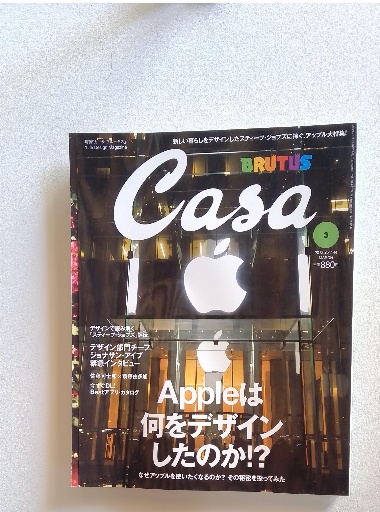 新しい暮らしをデザインしたスティーブ・ジョブズに捧ぐ、アップル大特集!
BRUTUS
Casa
3
880
デザインで読み解く
「スティーブ・ジョブズ」伝記
デザイン部門チーフ
ジョナサン・アイブ
緊急インタビュー
今すぐDL!
Bestアプリカタログ
Appleは
何をデザイン
したのか!?
なぜアップルを使いたくなるのか? その秘密を探ってみた